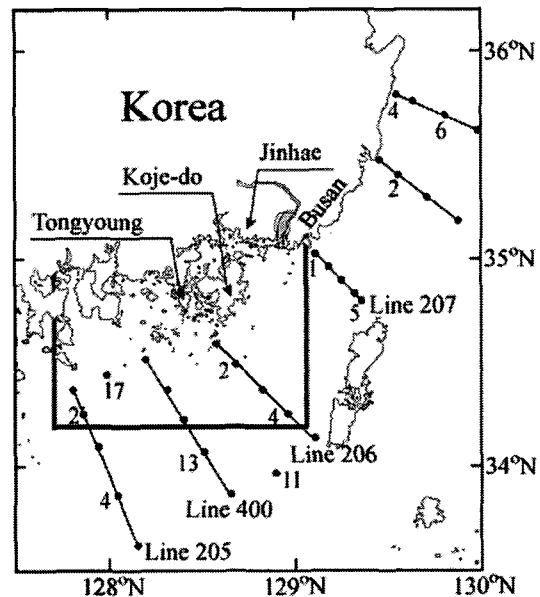 36°N
4
6
Korea
Jinhae
Koje-do
2
Busan
Tongyoung
35°N
1
5
Line 207
2
17
2
4
13
Line 206
34°N
11
4
Line 400
Line 205
128°N
129°N
130°N